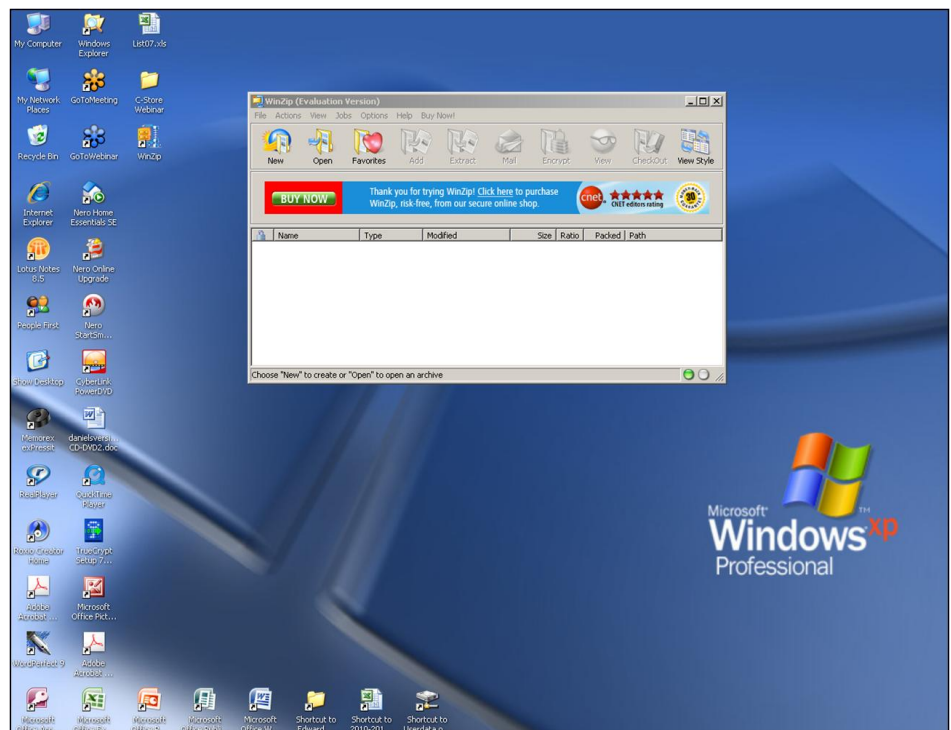 My Computer
Windows
Explorer
List07.xls
My Network
Places
GoToMeeting
C-Store
Webinar
Recycle Bin
GoToWebinar
WinZip
Internet
Explorer
Nero Home
Essentials SE
Lotus Notes
8.5
Nero Online
Upgrade
People First
Nero
StartSm...
Show Desktop
CyberLink
PowerDVD
Memorex
exPressit
danielsversi...
CD-DVD2.doc
RealPlayer
QuickTime
Player
Roxio Creator
Home
TrueCrypt
Setup 7...
Adobe
Acrobat ...
Microsoft
Office Pict...
WordPerfect 9
Adobe
Acrobat ...
Microsoft
Microsoft
Microsoft
Microsoft
Microsoft
Office W...
Shortcut to
Edward
Shortcut to
2010-201...
Shortcut to
Userdata o...
WinZip (Evaluation Version)
File Actions View Jobs Options Help Buy Now!
New Open Favorites Add Extract Mail Encrypt View CheckOut View Style
BUY NOW
Thank you for trying WinZip! Click here to purchase
WinZip, risk-free, from our secure online shop.
cnet
CNET editors rating
30
Name Type Modified Size Ratio Packed Path
Choose "New" to create or "Open" to open an archive
Microsoft
Windows xp
TM
Professional